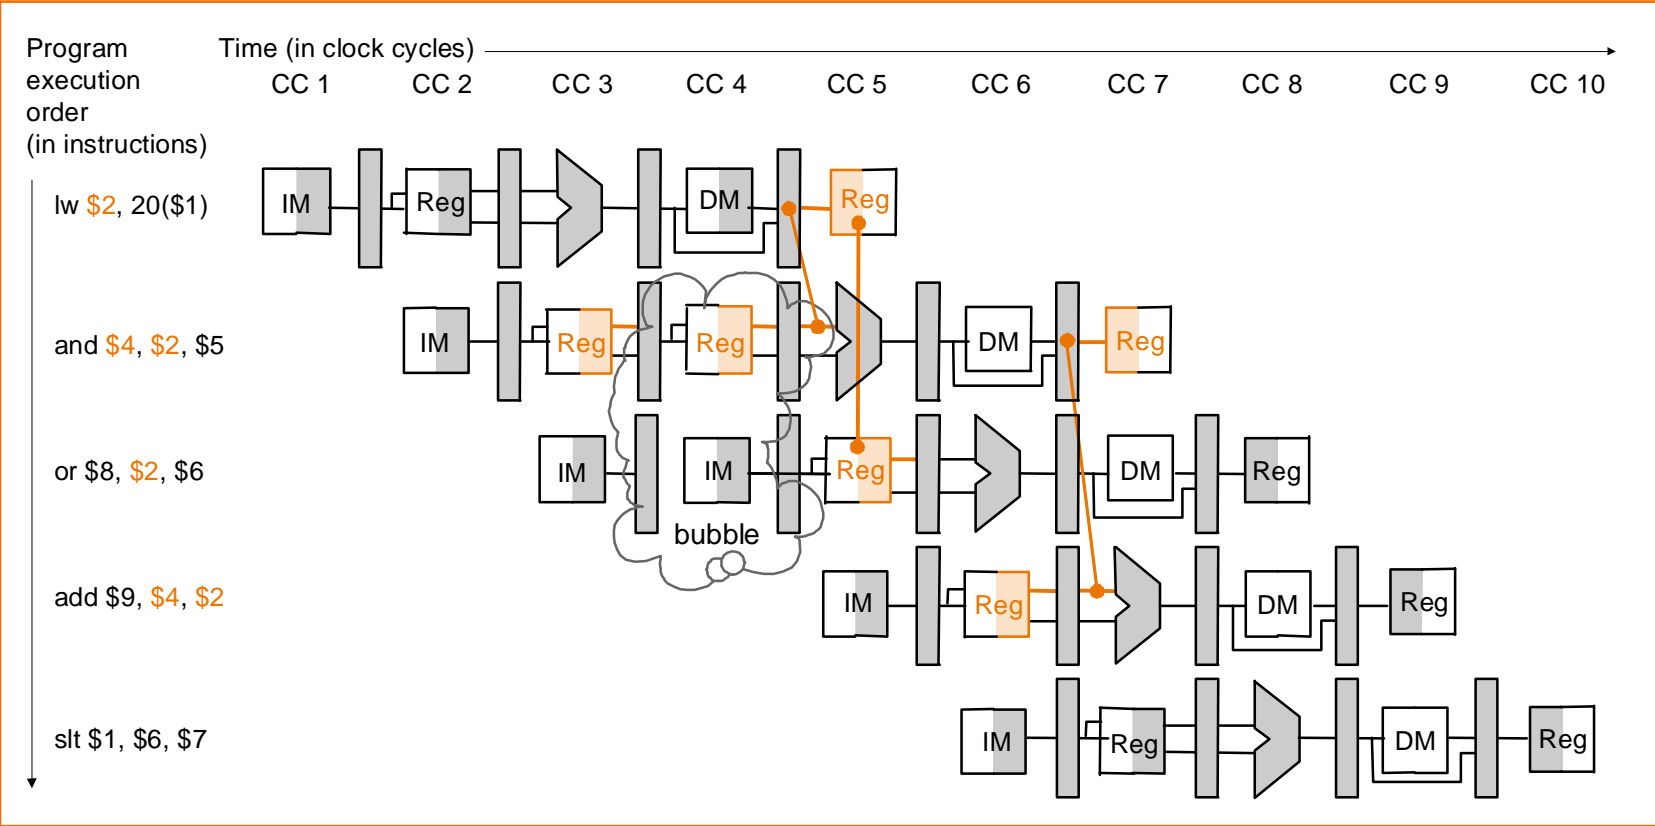 Program
execution
order
(in instructions)
Time (in clock cycles)
CC 1 CC 2 CC 3 CC 4 CC 5 CC 6 CC 7 CC 8 CC 9 CC 10
lw $2, 20($1)
IM Reg DM Reg
and $4, $2, $5
IM Reg Reg DM Reg
or $8, $2, $6
IM IM Reg DM Reg
bubble
add $9, $4, $2
IM Reg DM Reg
slt $1, $6, $7
IM Reg DM Reg